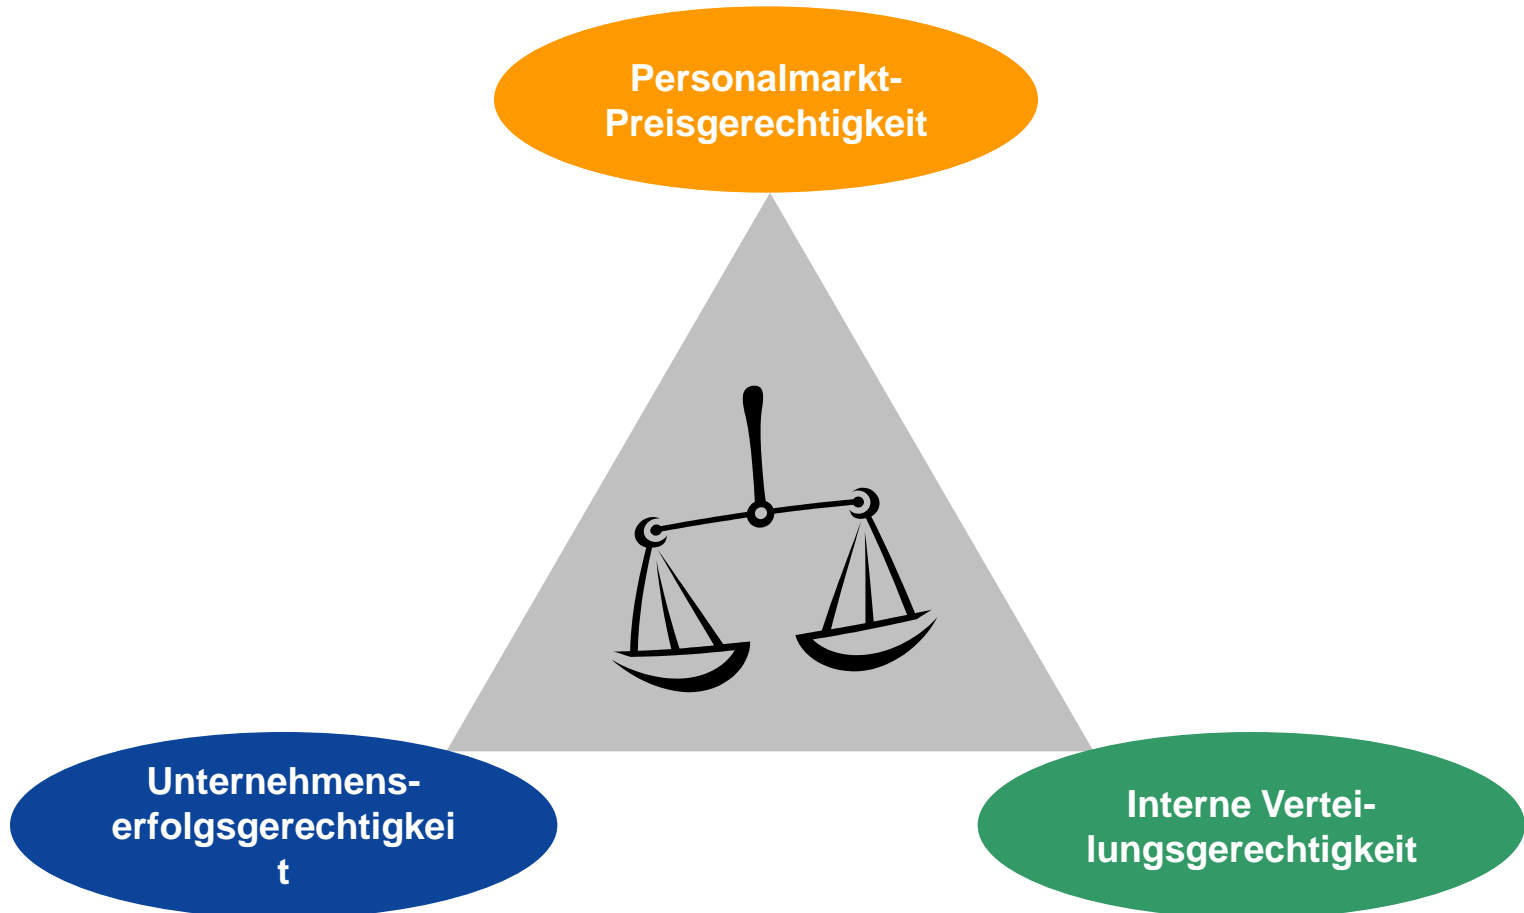 Personalmarkt-
Preisgerechtigkeit
Unternehmens-
erfolgsgerechtigkei
t
Interne Vertei-
lungsgerechtigkeit